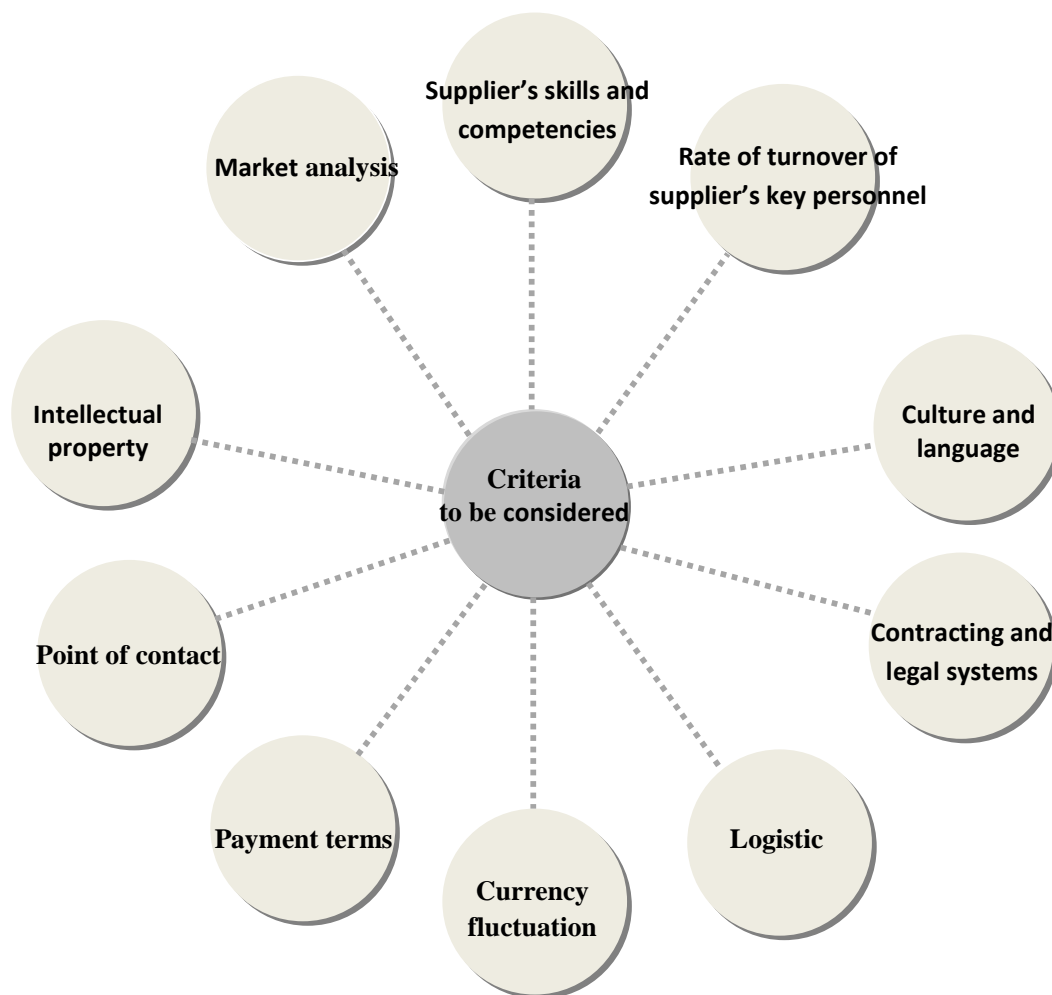 Supplier’s skills and
competencies
Market analysis
Rate of turnover of
supplier’s key personnel
Intellectual
property
Culture and
language
Criteria
to be considered
Point of contact
Contracting and
legal systems
Payment terms
Logistic
Currency
fluctuation